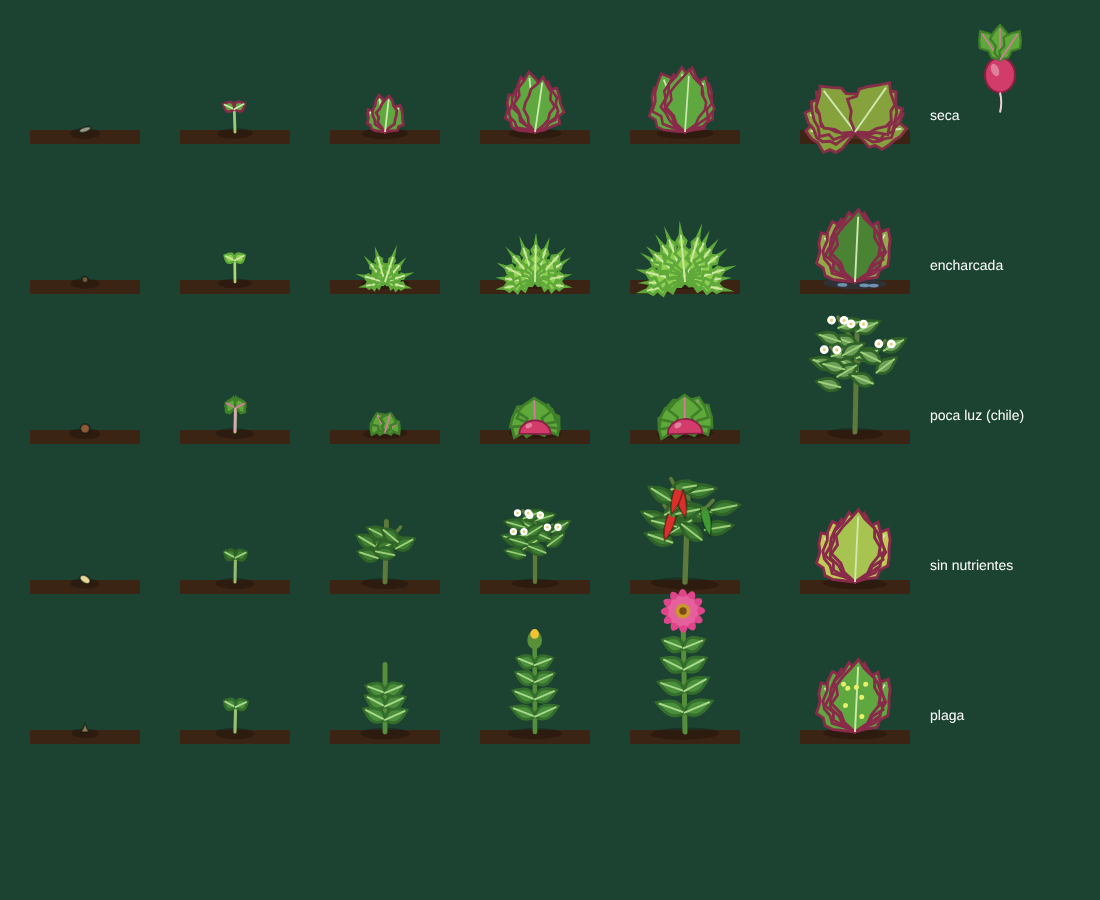 seca
encharcada
poca luz (chile)
sin nutrientes
plaga